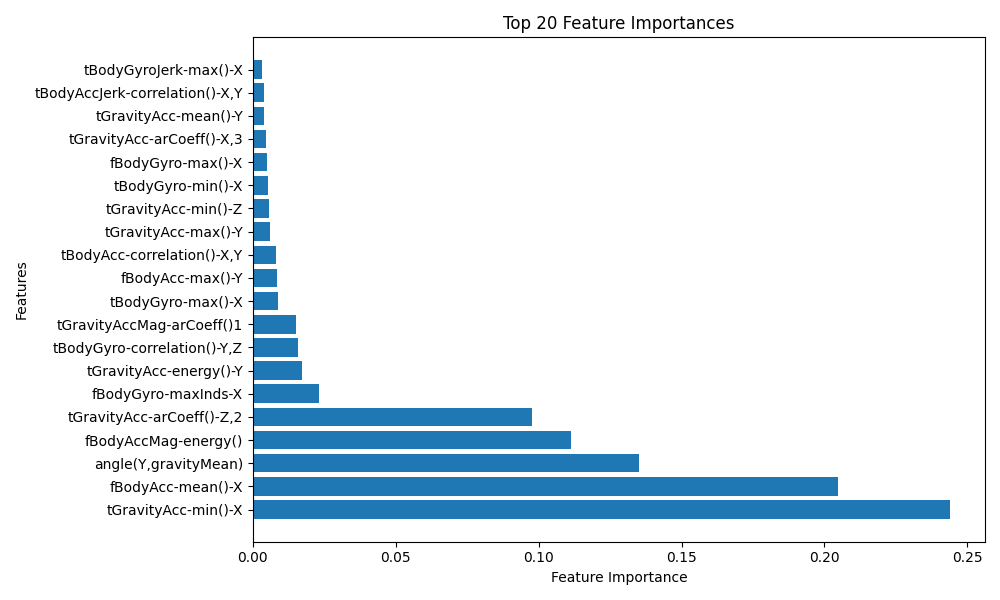 Top 20 Feature Importances
Features
tBodyGyroJerk-max()-X
tBodyAccJerk-correlation()-X,Y
tGravityAcc-mean()-Y
tGravityAcc-arCoeff()-X,3
fBodyGyro-max()-X
tBodyGyro-min()-X
tGravityAcc-min()-Z
tGravityAcc-max()-Y
tBodyAcc-correlation()-X,Y
fBodyAcc-max()-Y
tBodyGyro-max()-X
tGravityAccMag-arCoeff()1
tBodyGyro-correlation()-Y,Z
tGravityAcc-energy()-Y
fBodyGyro-maxInds-X
tGravityAcc-arCoeff()-Z,2
fBodyAccMag-energy()
angle(Y,gravityMean)
fBodyAcc-mean()-X
tGravityAcc-min()-X
0.00 0.05 0.10 0.15 0.20 0.25
Feature Importance